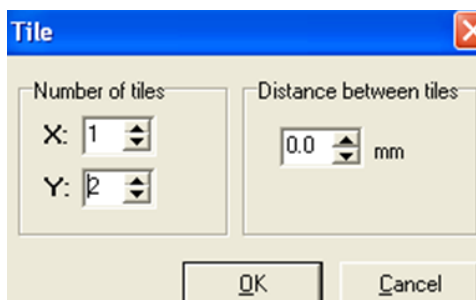 Tile
Number of tiles
X: 1
Y: 2
Distance between tiles
0.0 mm
OK
Cancel